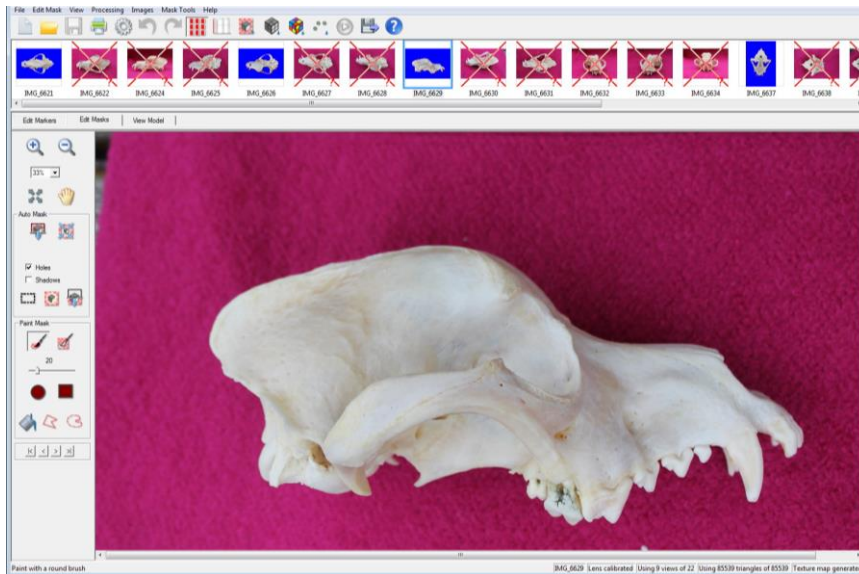 File Edit Mask View Processing Images Mask Tools Help
IMG_6621 IMG_6622 IMG_6624 IMG_6625 IMG_6626 IMG_6627 IMG_6628 IMG_6629 IMG_6630 IMG_6631 IMG_6632 IMG_6633 IMG_6634 IMG_6637 IMG_6638
Edit Markers Edit Masks View Model
33%
Auto Mask
Holes
Shadows
Paint Mask
20
Paint with a round brush IMG_6629 Lens calibrated Using 9 views of 22 Using 85539 triangles of 85539 Texture map generated